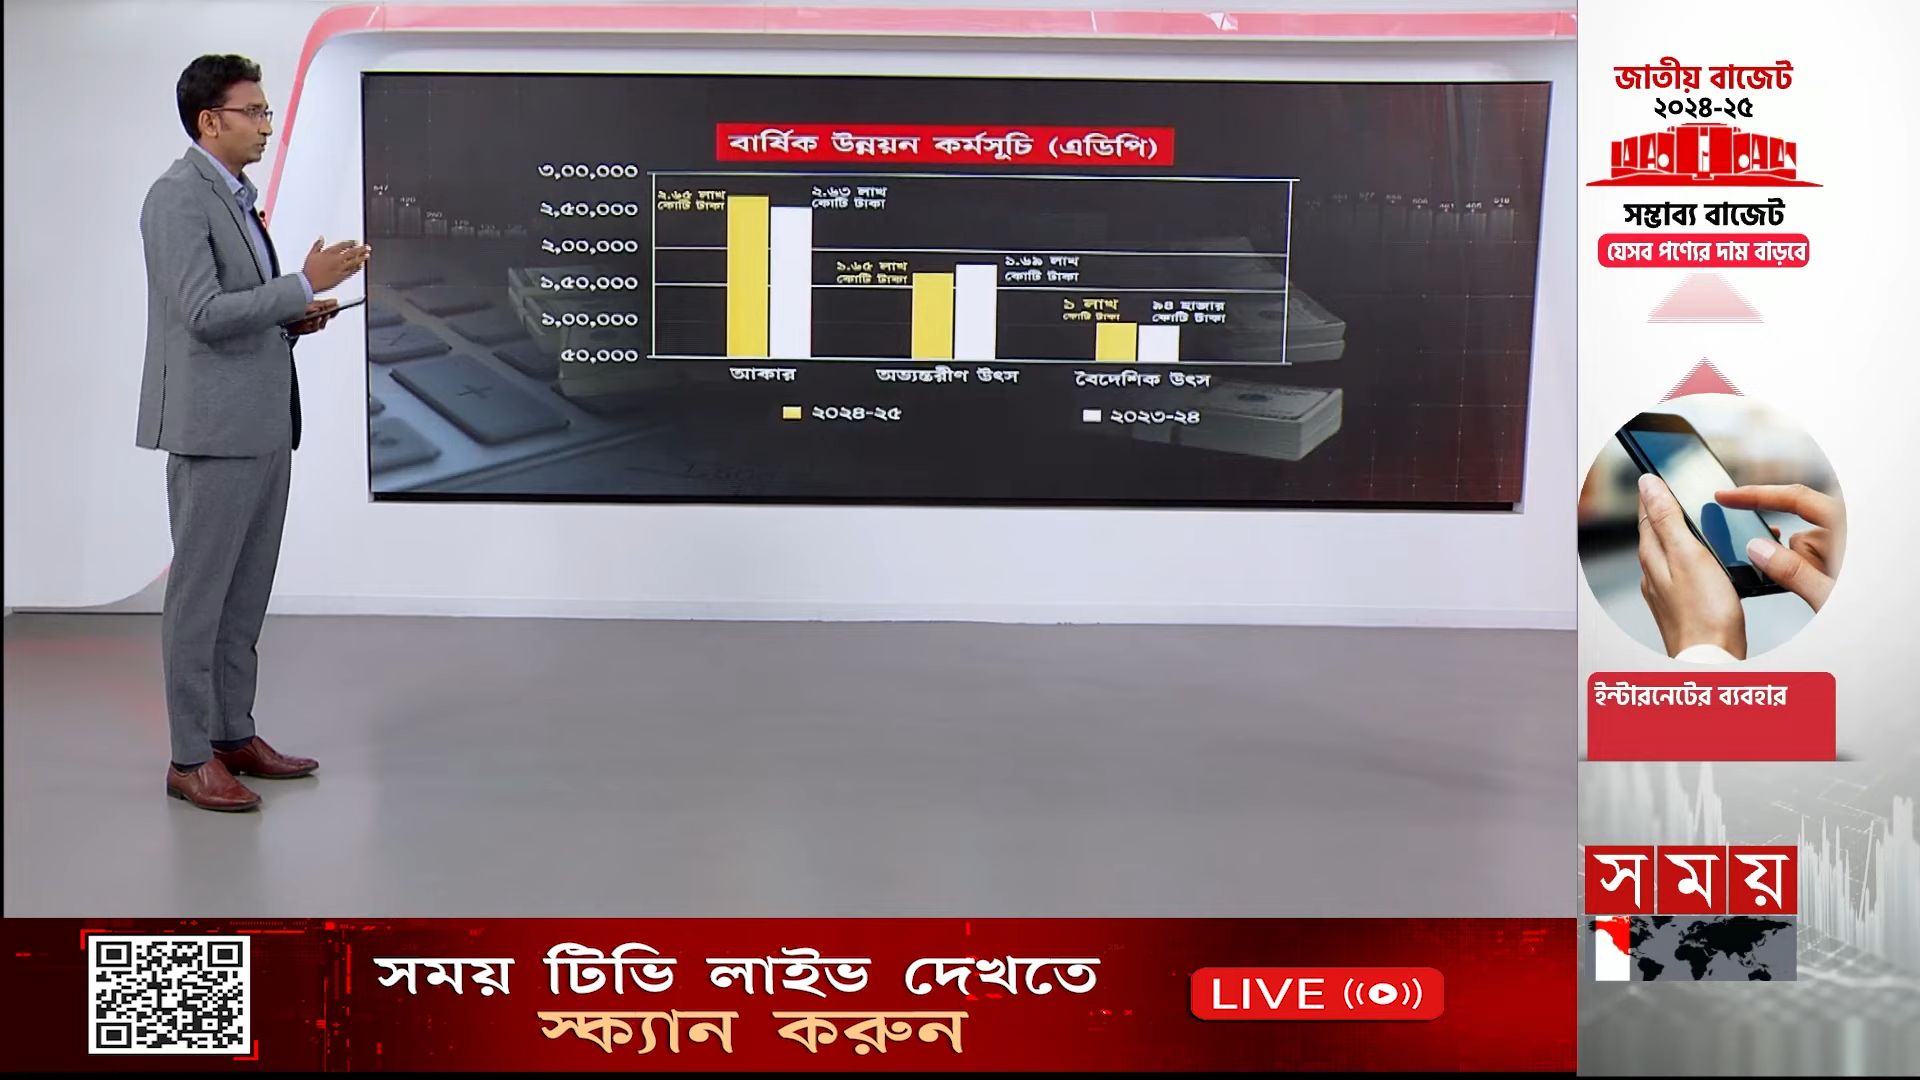 বার্ষিক উন্নয়ন কর্মসূচি (এডিপি)
৩,০০,০০০
২,৫০,০০০
২,০০,০০০
১,৫০,০০০
১,০০,০০০
৫০,০০০
২.৬৫ লাখ
কোটি টাকা
২.৬৩ লাখ
কোটি টাকা
১.৬৫ লাখ
কোটি টাকা
১.৬৯ লাখ
কোটি টাকা
১ লাখ
কোটি টাকা
৯৪ হাজার
কোটি টাকা
আকার
অভ্যন্তরীণ উৎস
বৈদেশিক উৎস
২০২৪-২৫
২০২৩-২৪
জাতীয় বাজেট
২০২৪-২৫
সম্ভাব্য বাজেট
যেসব পণ্যের দাম বাড়বে
ইন্টারনেটের ব্যবহার
সময়
সময় টিভি লাইভ দেখতে
স্ক্যান করুন
LIVE